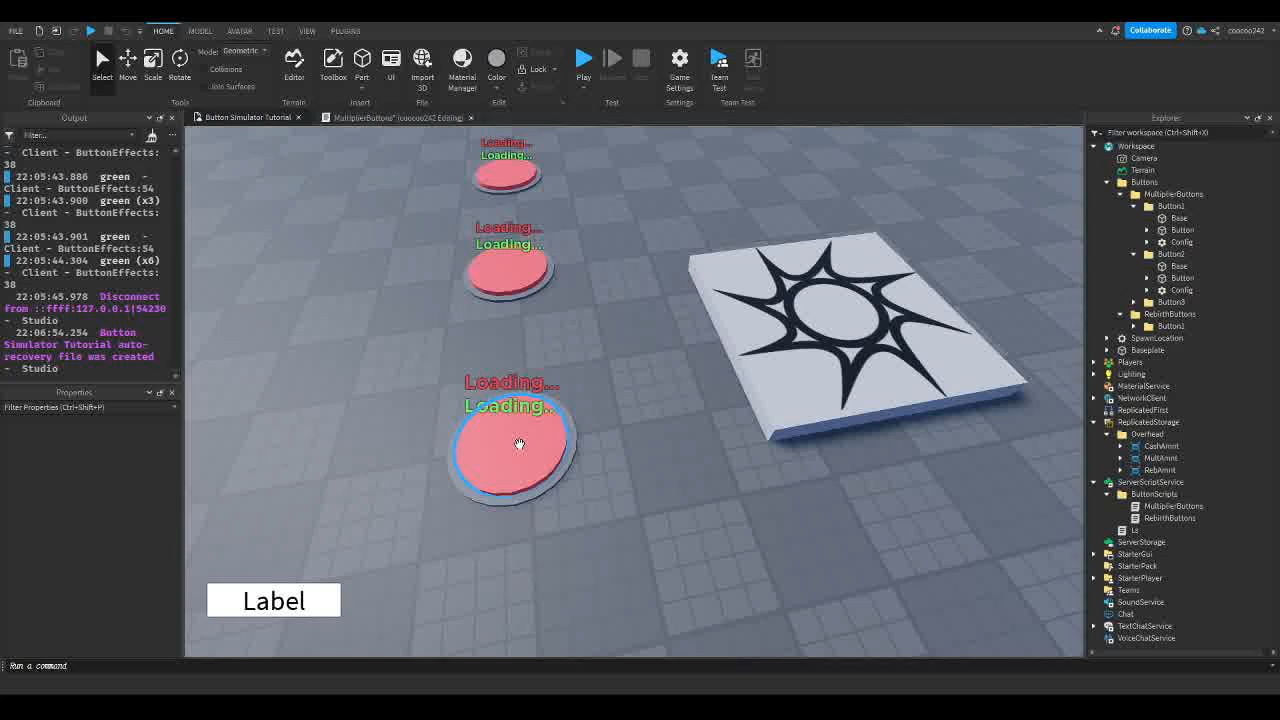 FILE
HOME
MODEL
AVATAR
TEST
VIEW
PLUGINS
Collaborate
cuocoo242
Select
Move
Scale
Rotate
Mode: Geometric
Collisions
Join Surfaces
Editor
Toolbox
Part
UI
Import
3D
Material
Manager
Color
Lock
Play
Game
Settings
Team
Test
Clipboard
Tools
Terrain
Insert
File
Edit
Test
Settings
Team Test
Output
Filter...
- Client - ButtonEffects:
38
22:05:43.886 green -
Client - ButtonEffects:54
22:05:43.900 green (x3)
- Client - ButtonEffects:
38
22:05:43.901 green -
Client - ButtonEffects:54
22:05:44.304 green (x6)
- Client - ButtonEffects:
38
22:05:45.978 Disconnect
from ::ffff:127.0.0.1|54230
- Studio
22:06:54.254 Button
Simulator Tutorial auto-
recovery file was created
- Studio
Properties
Filter Properties (Ctrl+Shift+P)
Button Simulator Tutorial
MultiplierButtons* (cuocoo242 Editing)
Loading...
Loading...
Loading...
Loading...
Loading...
Loading...
Label
Explorer
Filter workspace (Ctrl+Shift+X)
Workspace
Camera
Terrain
Buttons
MultiplierButtons
Button1
Base
Button
Config
Button2
Base
Button
Config
Button3
RebirthButtons
Button1
SpawnLocation
Baseplate
Players
Lighting
MaterialService
NetworkClient
ReplicatedFirst
ReplicatedStorage
Overhead
CashAmnt
MultAmnt
RebAmnt
ServerScriptService
ButtonScripts
MultiplierButtons
RebirthButtons
Ls
ServerStorage
StarterGui
StarterPack
StarterPlayer
Teams
SoundService
Chat
TextChatService
VoiceChatService
Run a command